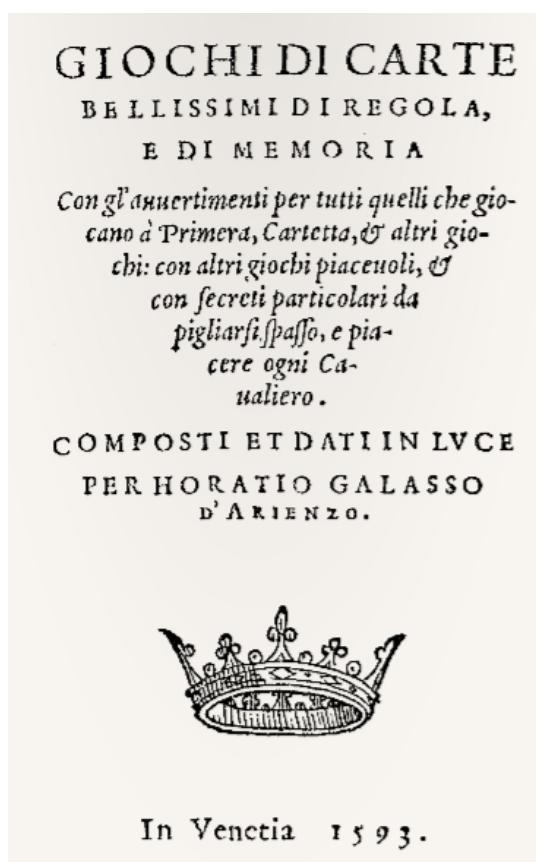 GIOCHI DI CARTE
BELLISSIMI DI REGOLA,
E DI MEMORIA
Con gl'auuertimenti per tutti quelli che gio-
cano à Primera, Cartetta, & altri gio-
chi: con altri giochi piaceuoli, &
con secreti particolari da
pigliarsi spasso, e pia-
cere ogni Ca-
ualiero.
COMPOSTI ET DATI IN LVCE
PER HORATIO GALASSO
D'ARIENZO.
In Venetia 1593.